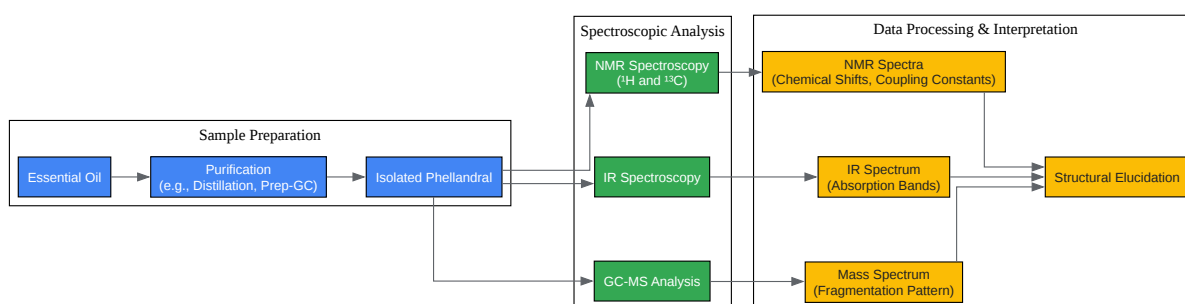 Sample Preparation
Essential Oil
Purification
(e.g., Distillation, Prep-GC)
Isolated Phellandral
Spectroscopic Analysis
NMR Spectroscopy
(¹H and ¹³C)
IR Spectroscopy
GC-MS Analysis
Data Processing & Interpretation
NMR Spectra
(Chemical Shifts, Coupling Constants)
IR Spectrum
(Absorption Bands)
Mass Spectrum
(Fragmentation Pattern)
Structural Elucidation